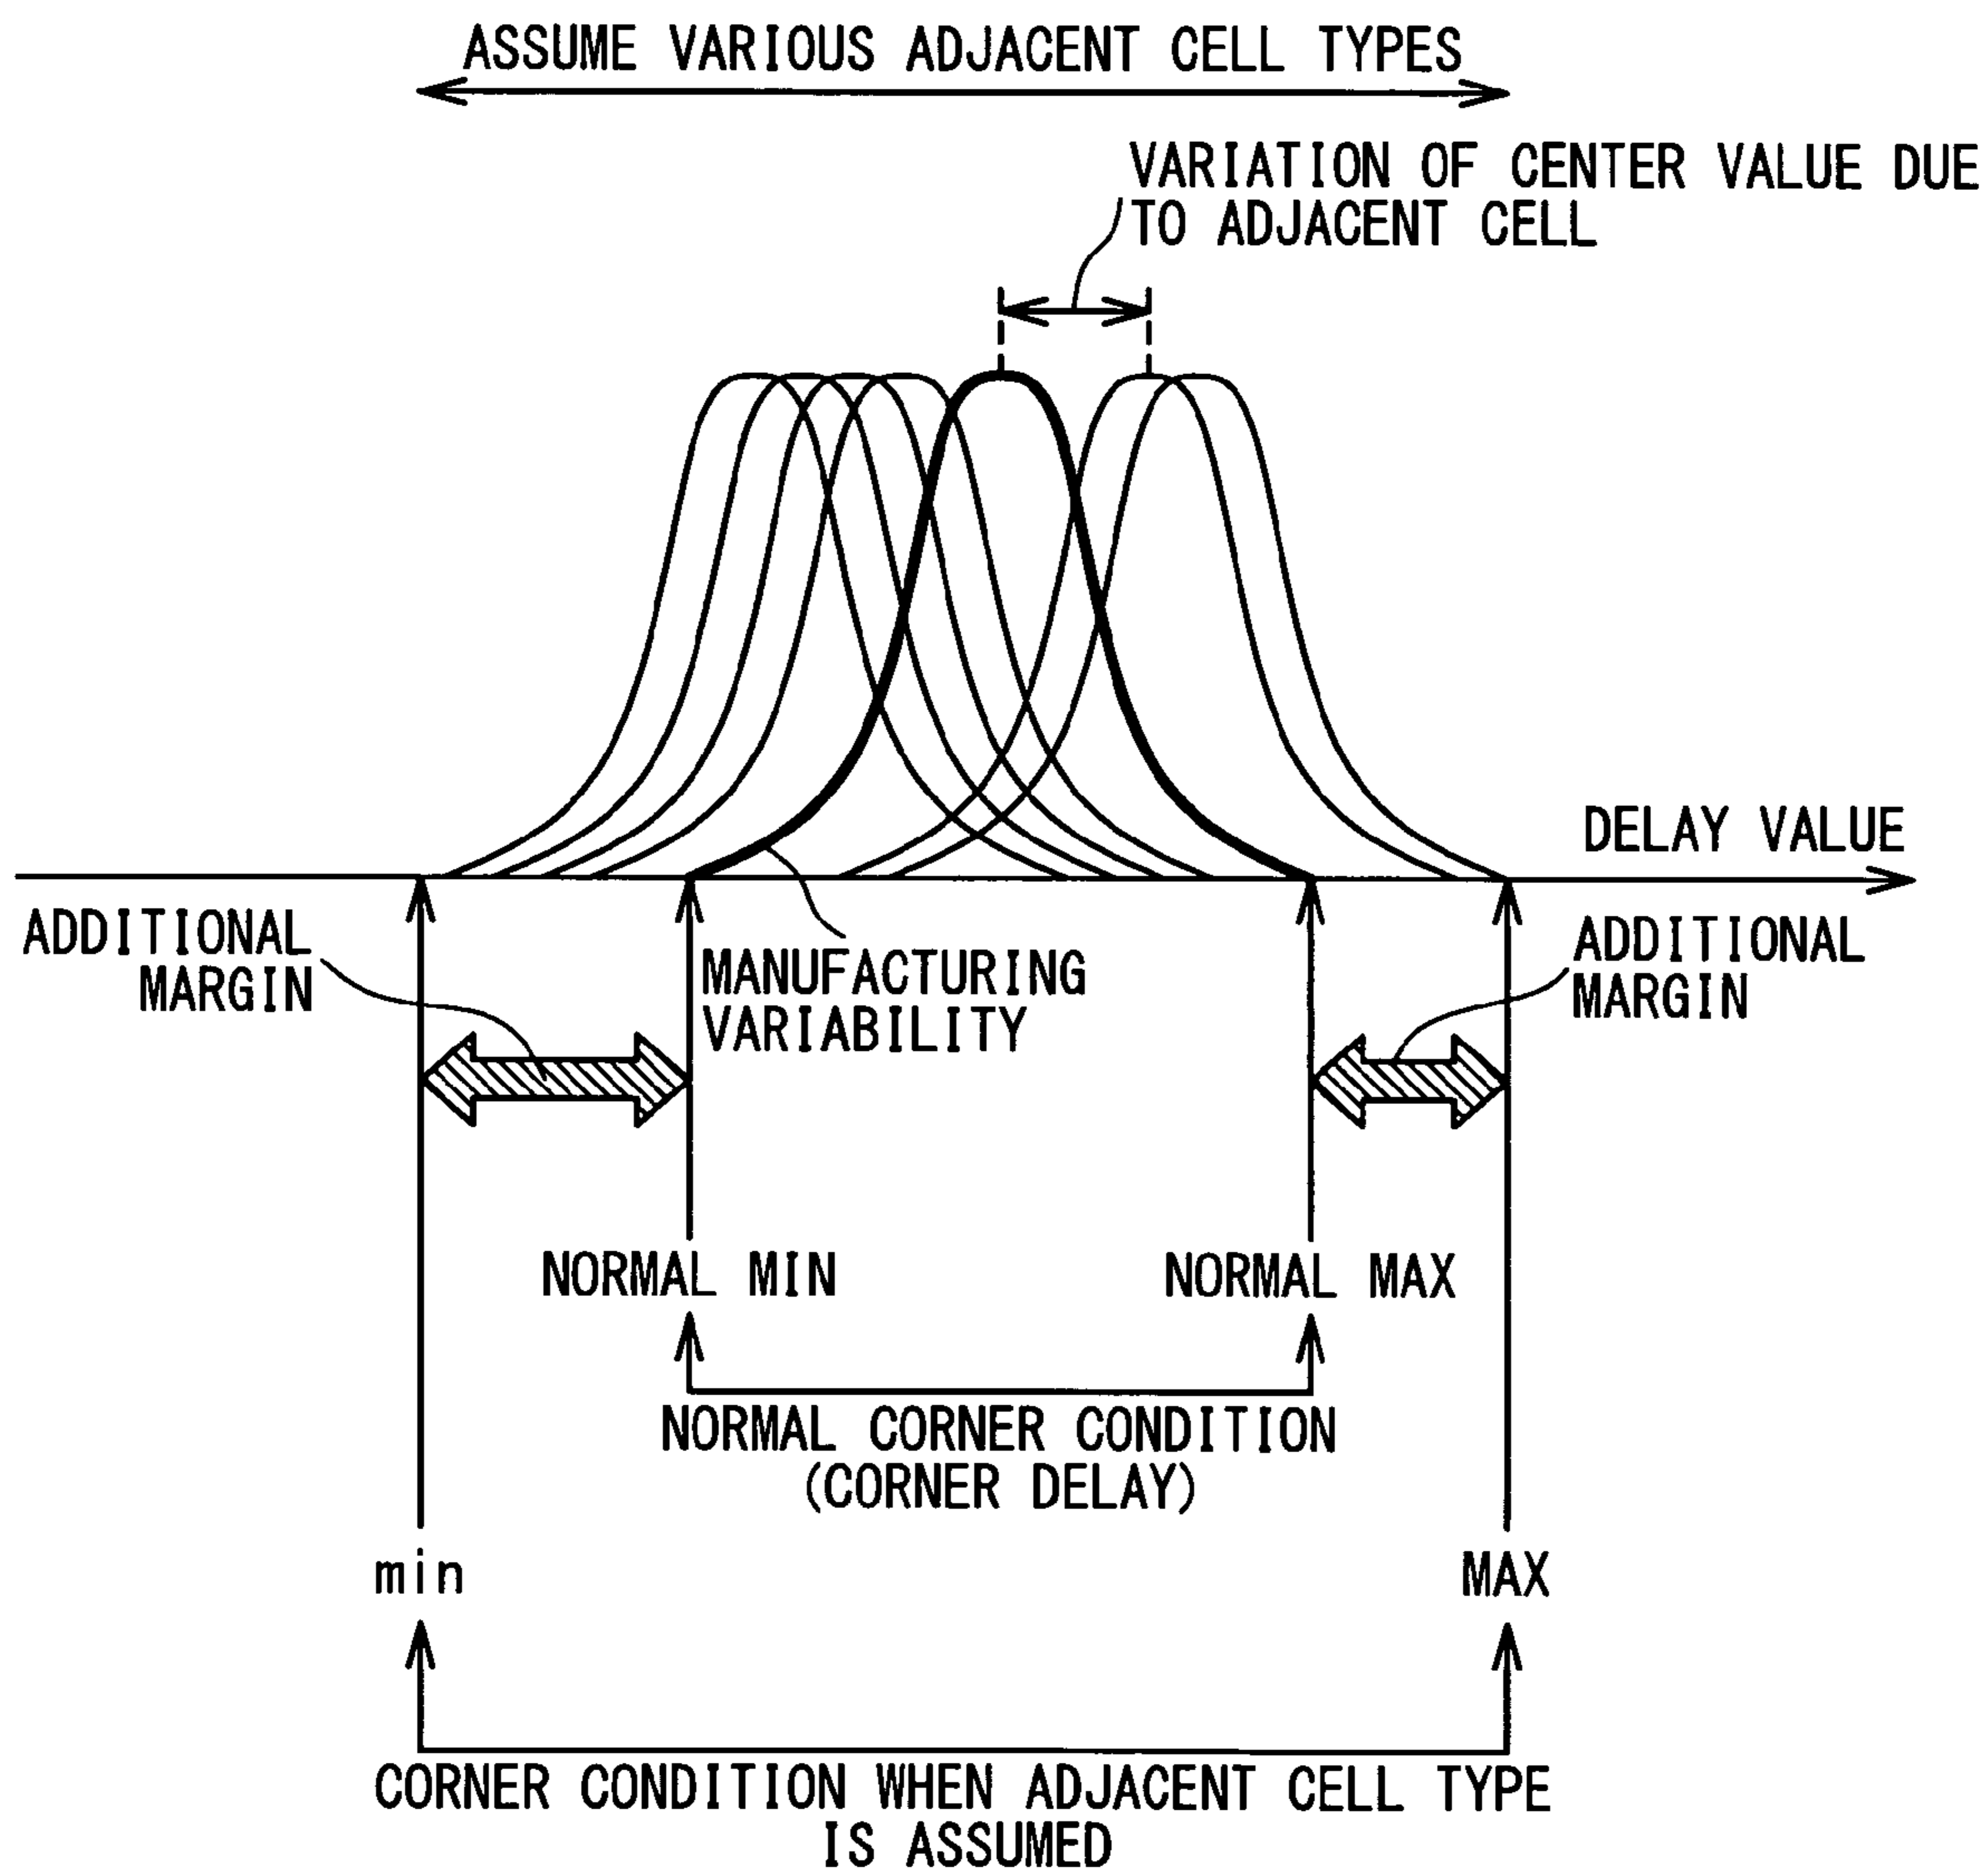 ASSUME VARIOUS ADJACENT CELL TYPES
VARIATION OF CENTER VALUE DUE
TO ADJACENT CELL
DELAY VALUE
ADDITIONAL
MARGIN
MANUFACTURING
VARIABILITY
ADDITIONAL
MARGIN
NORMAL MIN
NORMAL MAX
NORMAL CORNER CONDITION
(CORNER DELAY)
min
MAX
CORNER CONDITION WHEN ADJACENT CELL TYPE
IS ASSUMED